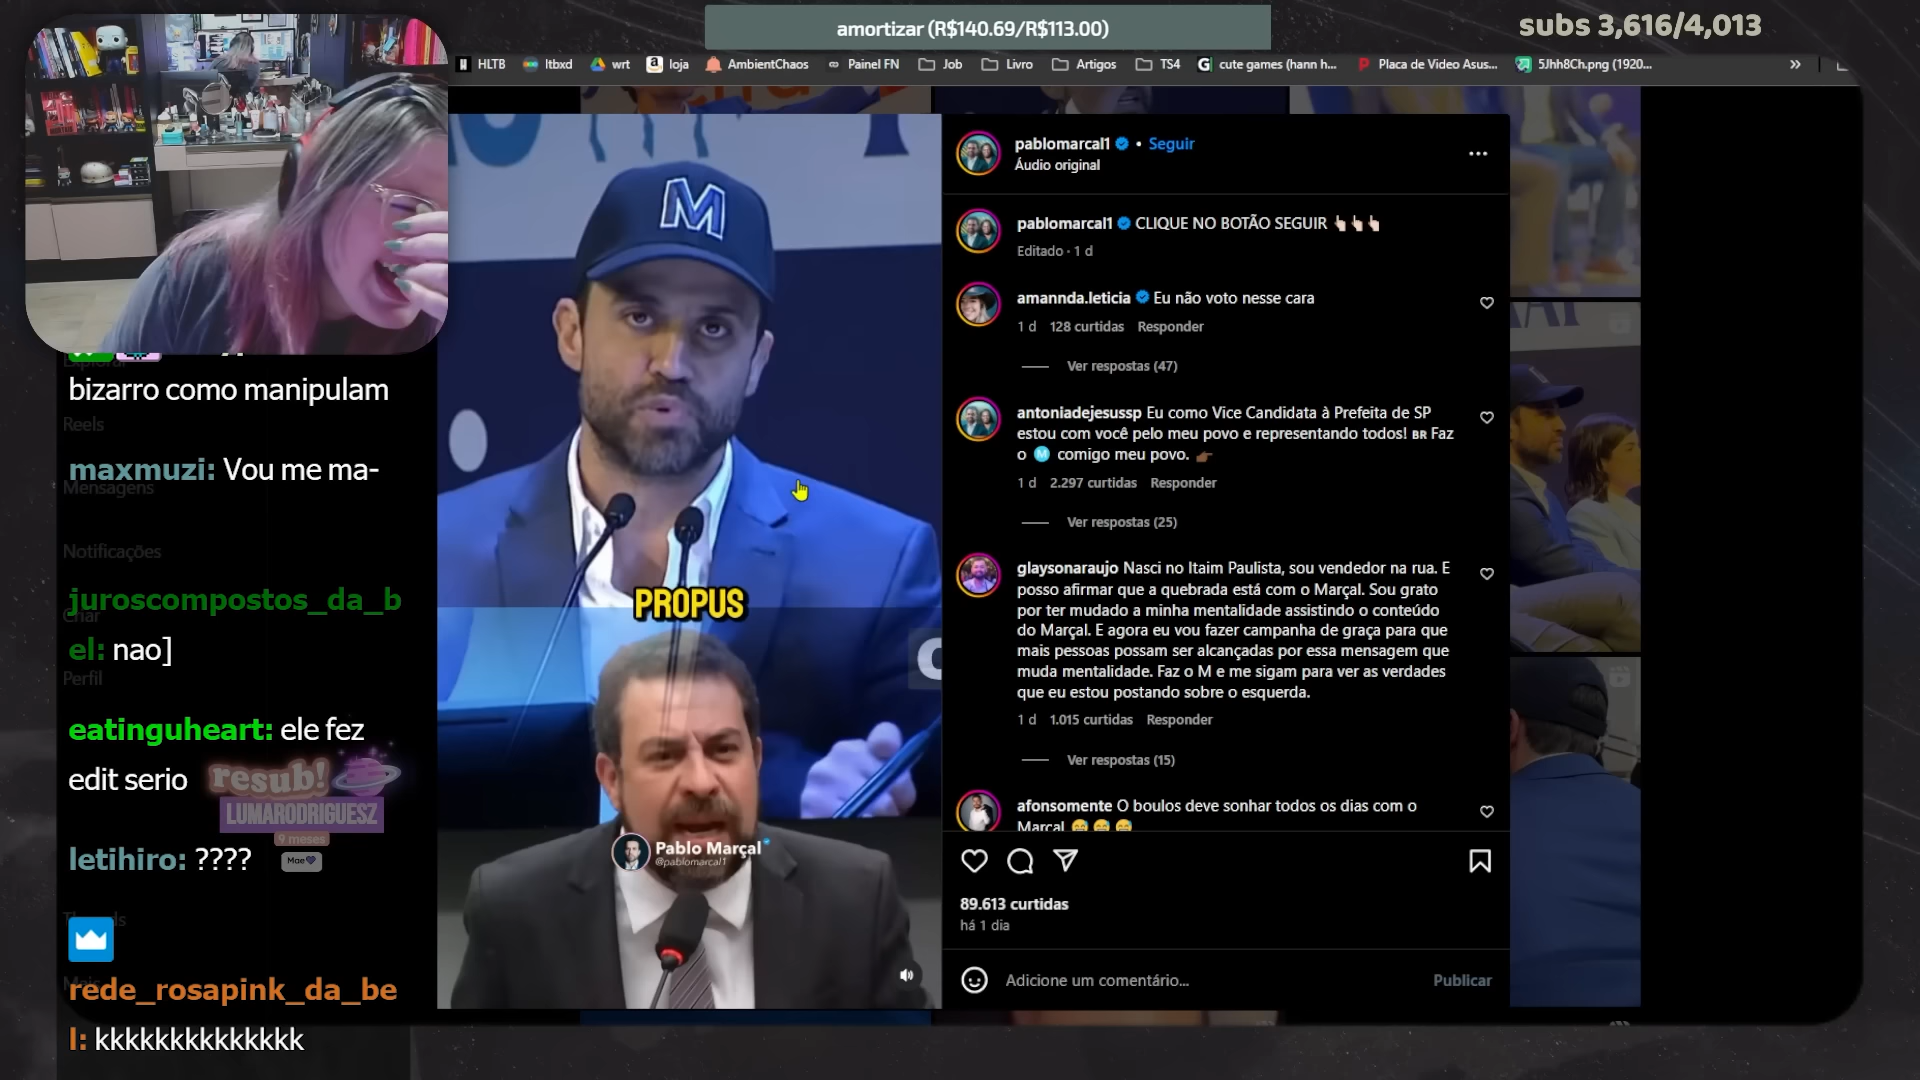 amortizar (R$140.69/R$113.00)
subs 3,616/4,013
HLTB
ltbxd
wrt
loja
AmbientChaos
Painel FN
Job
Livro
Artigos
TS4
cute games (hann h...
Placa de Video Asus...
5Jhh8Ch.png (1920...
»
M
PROPUS
Pablo Marçal
@pablomarcal1
pablomarcal1 • Seguir
Áudio original
pablomarcal1 CLIQUE NO BOTÃO SEGUIR 👆🏻👆🏻👆🏻
Editado · 1 d
amannda.leticia Eu não voto nesse cara
1 d 128 curtidas Responder
Ver respostas (47)
antoniadejesussp Eu como Vice Candidata à Prefeita de SP
estou com você pelo meu povo e representando todos! BR Faz
o Ⓜ️ comigo meu povo. 👉🏾
1 d 2.297 curtidas Responder
Ver respostas (25)
glaysonaraujo Nasci no Itaim Paulista, sou vendedor na rua. E
posso afirmar que a quebrada está com o Marçal. Sou grato
por ter mudado a minha mentalidade assistindo o conteúdo
do Marçal. E agora eu vou fazer campanha de graça para que
mais pessoas possam ser alcançadas por essa mensagem que
muda mentalidade. Faz o M e me sigam para ver as verdades
que eu estou postando sobre o esquerda.
1 d 1.015 curtidas Responder
Ver respostas (15)
afonsomente O boulos deve sonhar todos os dias com o
Marçal 😅😅😅
89.613 curtidas
há 1 dia
Adicione um comentário...
Publicar
bizarro como manipulam
Reels
maxmuzi: Vou me ma-
Mensagens
Notificações
juroscompostos_da_b
Criar
el: nao]
Perfil
eatinguheart: ele fez
edit serio
resub!
LUMARODRIGUESZ
9 meses
letihiro: ????
Mae
rede_rosapink_da_be
l: kkkkkkkkkkkkkk